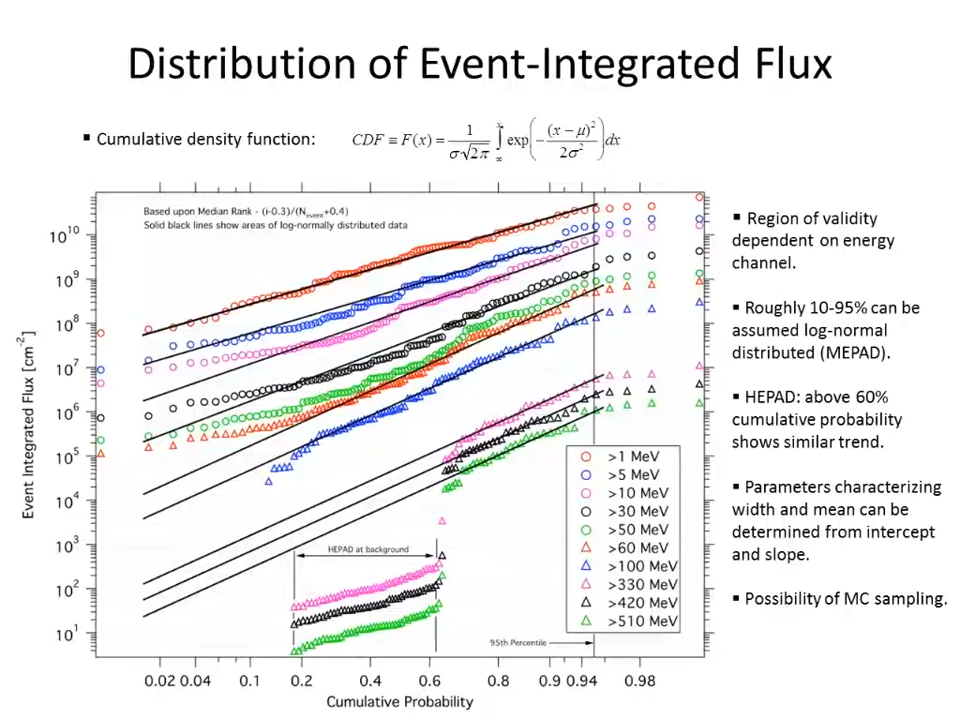 Distribution of Event-Integrated Flux
▪ Cumulative density function:
CDF ≡ F(x) = 1/(σ√2π) ∫_∞^x exp(−(x − μ)²/2σ²)dx
Based upon Median Rank - (i-0.3)/(N_event+0.4)
Solid black lines show areas of log-normally distributed data
10^10
10^9
10^8
10^7
10^6
10^5
10^4
10^3
10^2
10^1
Event Integrated Flux [cm^-2]
HEPAD at background
95th Percentile
>1 MeV
>5 MeV
>10 MeV
>30 MeV
>50 MeV
>60 MeV
>100 MeV
>330 MeV
>420 MeV
>510 MeV
0.02 0.04 0.1 0.2 0.4 0.6 0.8 0.9 0.94 0.98
Cumulative Probability
▪ Region of validity
dependent on energy
channel.
▪ Roughly 10-95% can be
assumed log-normal
distributed (MEPAD).
▪ HEPAD: above 60%
cumulative probability
shows similar trend.
▪ Parameters characterizing
width and mean can be
determined from intercept
and slope.
▪ Possibility of MC sampling.